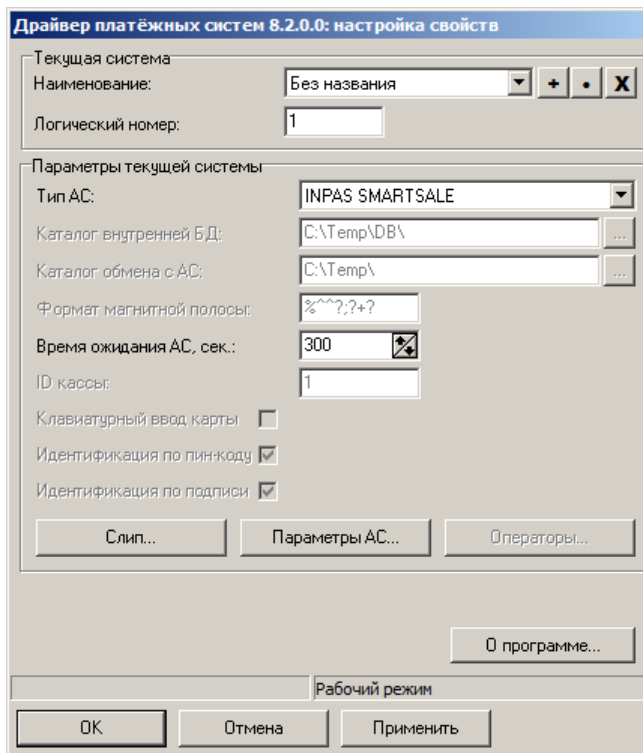 Драйвер платёжных систем 8.2.0.0: настройка свойств
Текущая система
Наименование: Без названия + • X
Логический номер: 1
Параметры текущей системы
Тип АС: INPAS SMARTSALE
Каталог внутренней БД: C:\Temp\DB\ ...
Каталог обмена с АС: C:\Temp\ ...
Формат магнитной полосы: %^^?;?+?
Время ожидания АС, сек.: 300
ID кассы: 1
Клавиатурный ввод карты
Идентификация по пин-коду
Идентификация по подписи
Слип... Параметры АС... Операторы...
О программе...
Рабочий режим
ОК Отмена Применить